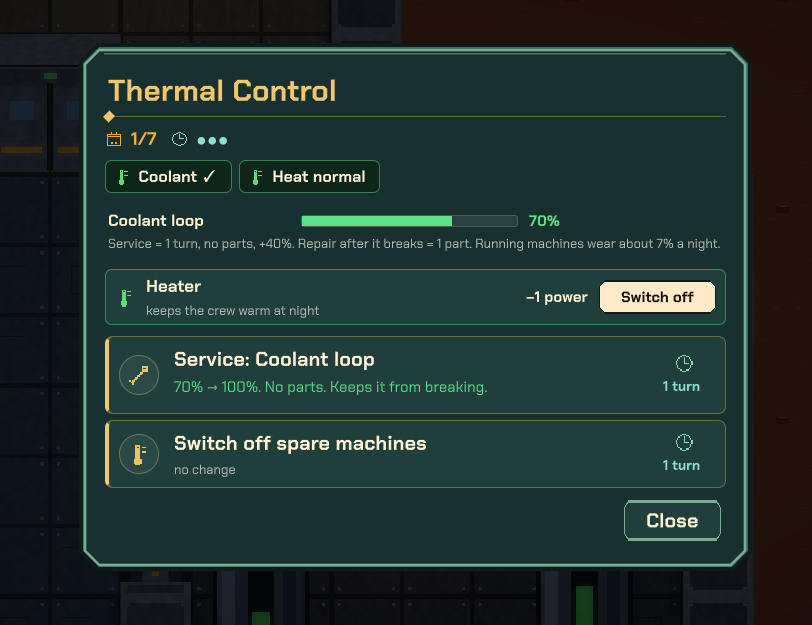 Thermal Control
1/7
Coolant ✓ Heat normal
Coolant loop 70%
Service = 1 turn, no parts, +40%. Repair after it breaks = 1 part. Running machines wear about 7% a night.
Heater
keeps the crew warm at night
−1 power Switch off
Service: Coolant loop
70% → 100%. No parts. Keeps it from breaking.
1 turn
Switch off spare machines
no change
1 turn
Close